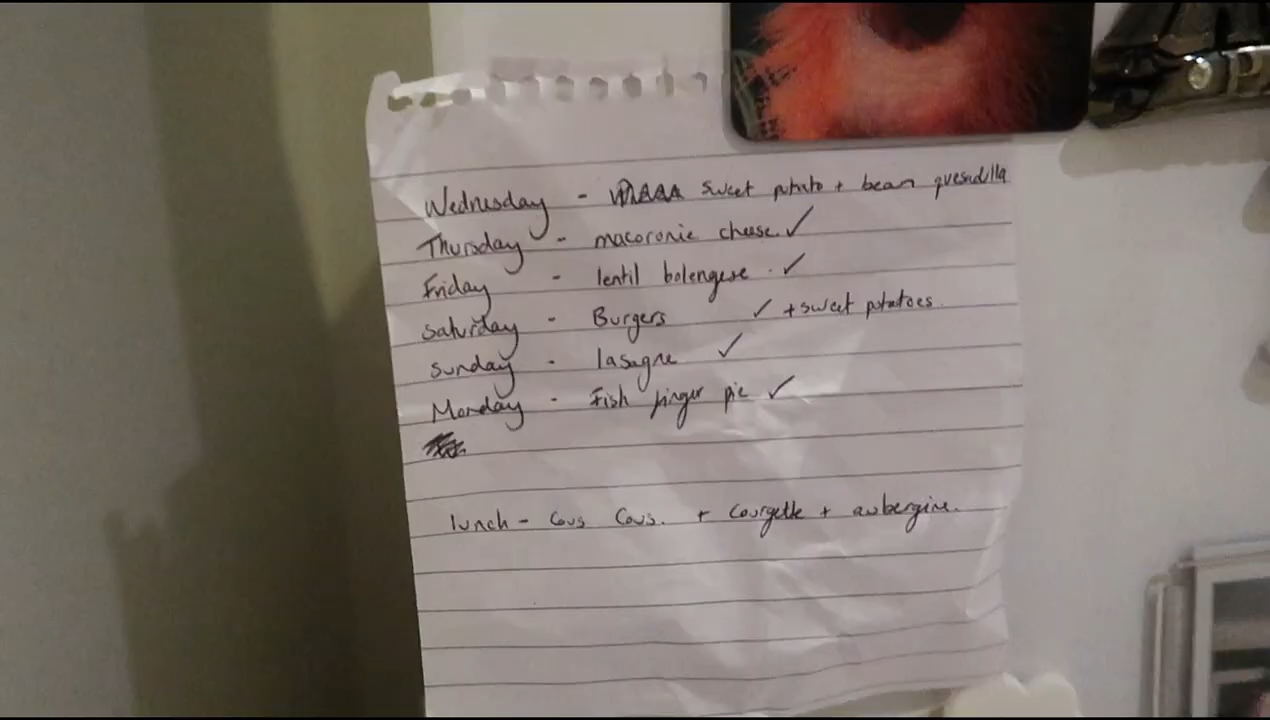 Wednesday - sweet potato + bean quesadilla
Thursday - macoronie cheese. ✓
Friday - lentil bolengese. ✓
Saturday - Burgers ✓ + sweet potatoes.
Sunday - lasagne ✓
Monday - Fish finger pie ✓
lunch - Cous Cous. + Courgette + aubergine.